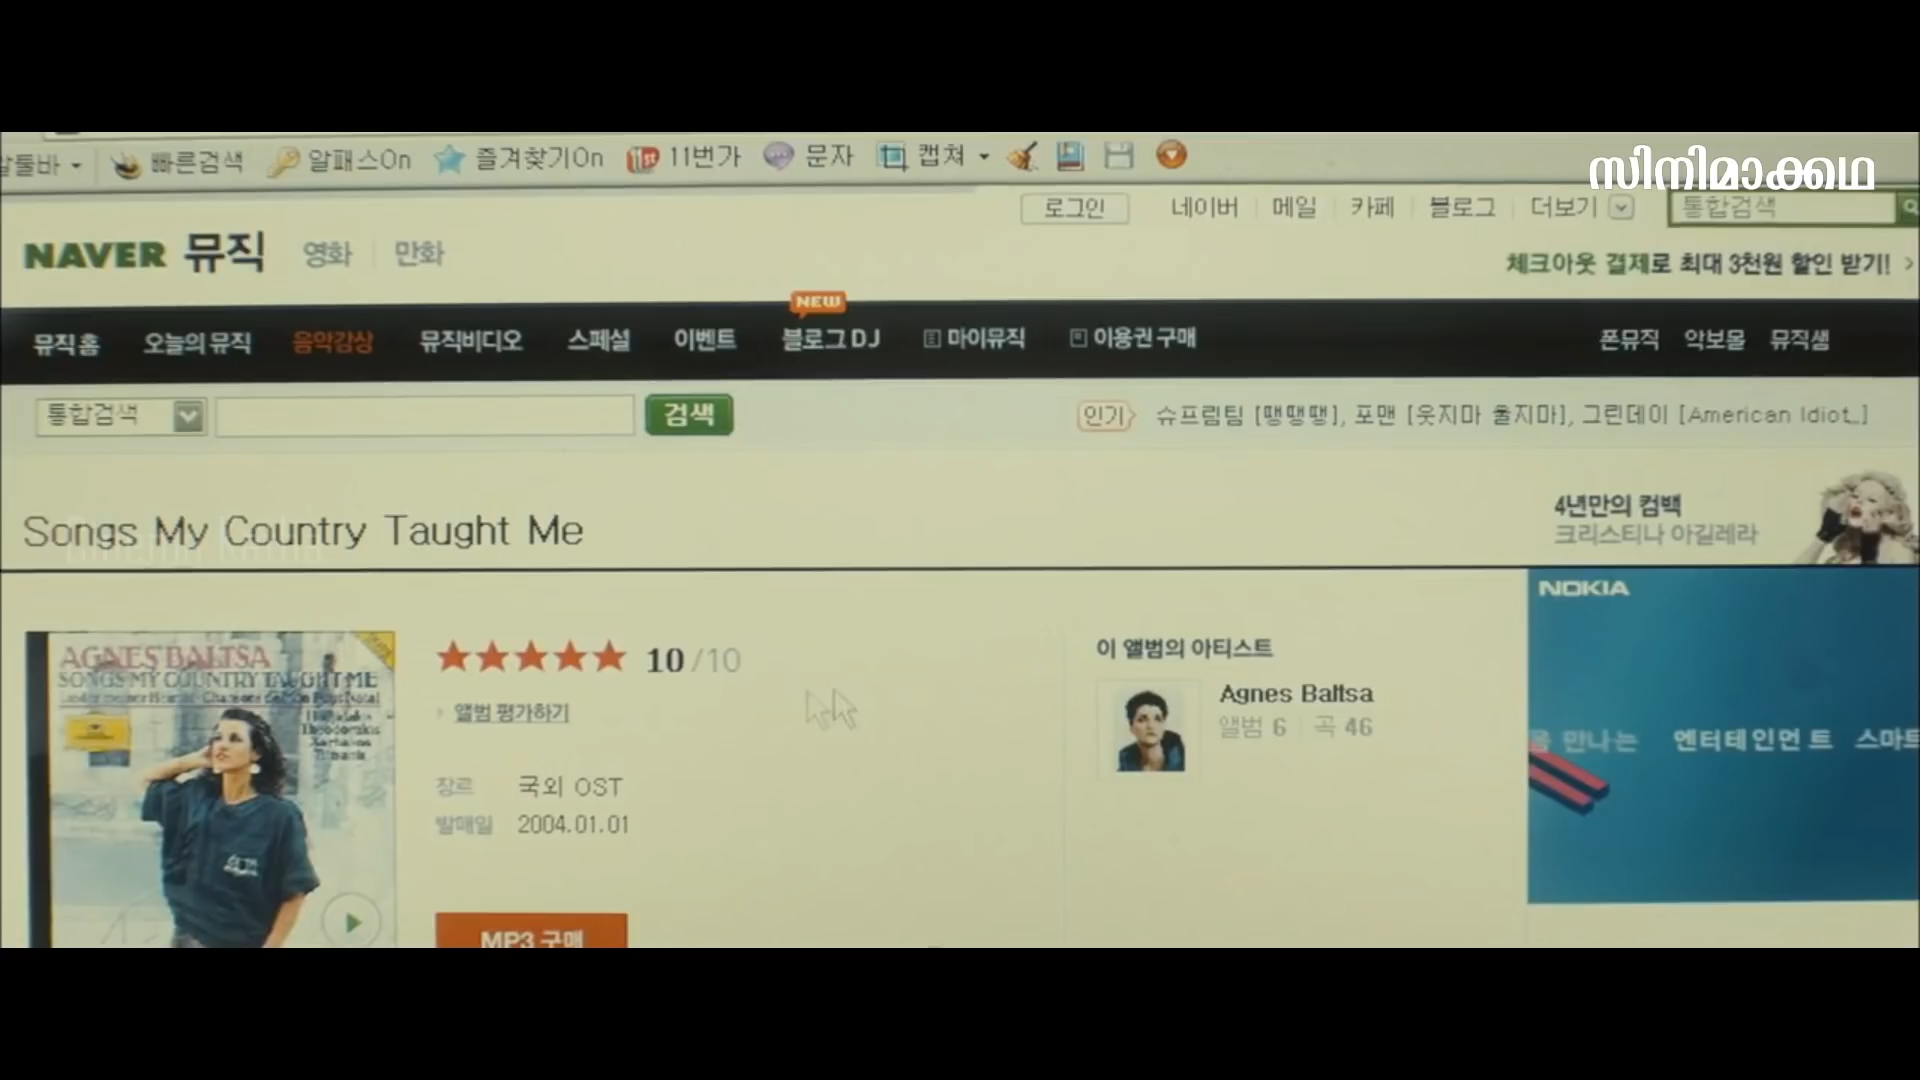 알툴바 빠른검색 알패스On 즐겨찾기On 11번가 문자 캡쳐
സിനിമാക്കഥ
로그인 네이버 메일 카페 블로그 더보기 통합검색
NAVER 뮤직 영화 만화
체크아웃 결제로 최대 3천원 할인 받기!
NEW
뮤직홈 오늘의 뮤직 음악감상 뮤직비디오 스페셜 이벤트 블로그DJ 마이뮤직 이용권 구매 폰뮤직 악보몰 뮤직샘
통합검색 검색 인기 슈프림팀 [땡땡땡], 포맨 [웃지마 울지마], 그린데이 [American Idiot..]
Songs My Country Taught Me
4년만의 컴백
크리스티나 아길레라
NOKIA
AGNES BALTSA
SONGS MY COUNTRY TAUGHT ME
10/10
앨범 평가하기
이 앨범의 아티스트
Agnes Baltsa
앨범 6 곡 46
만나는 엔터테인먼트 스마트
장르 국외 OST
발매일 2004.01.01
MP3 구매